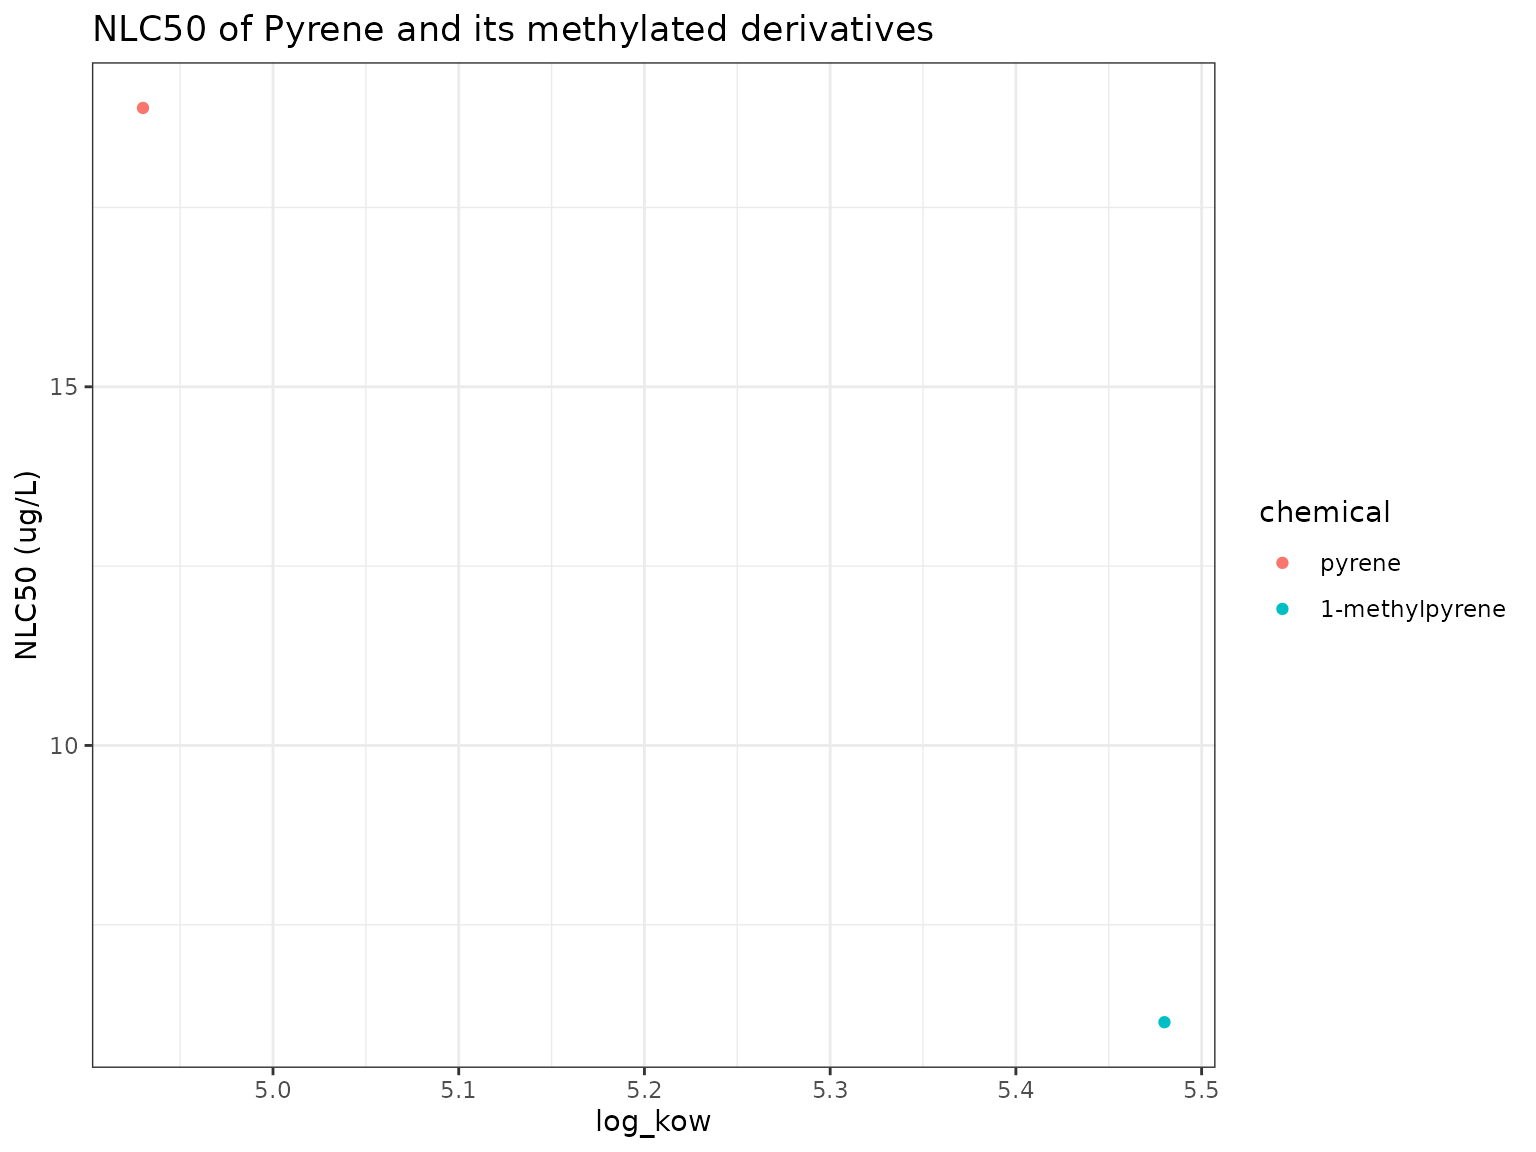 NLC50 of Pyrene and its methylated derivatives
15
10
NLC50 (ug/L)
5.0
5.1
5.2
5.3
5.4
5.5
log_kow
chemical
pyrene
1-methylpyrene